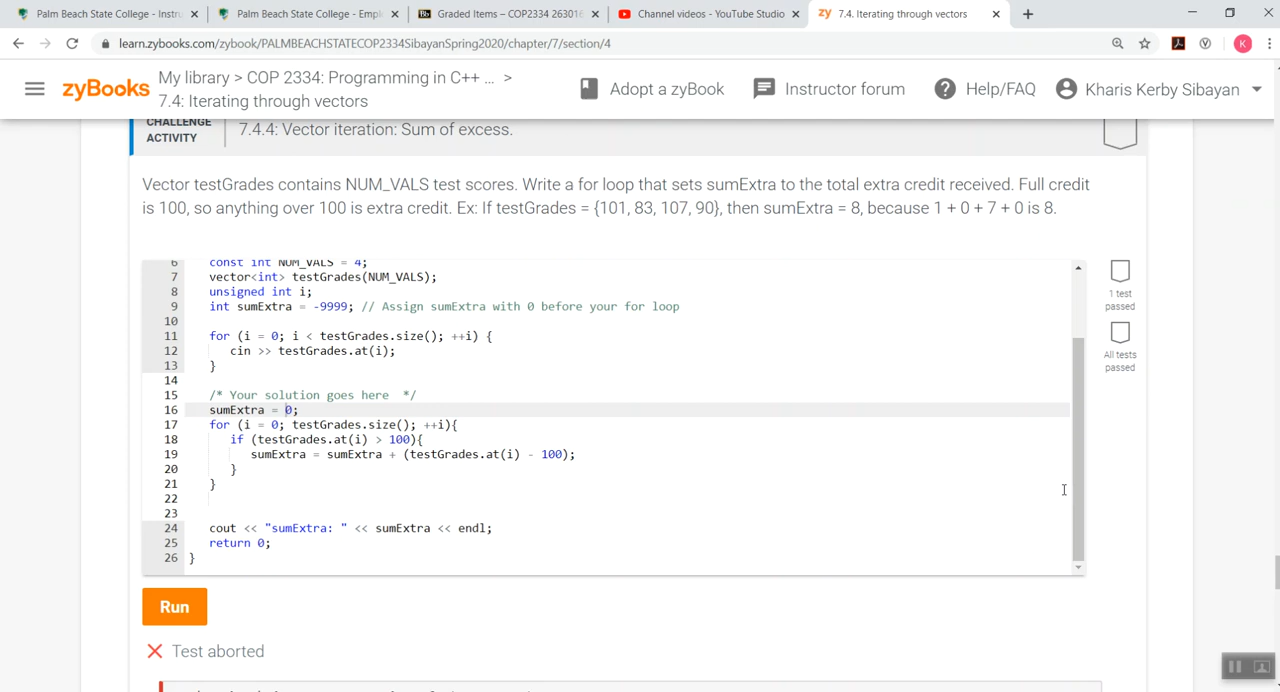 Palm Beach State College - Instru
Palm Beach State College - Empl
Graded Items – COP2334 263016
Channel videos - YouTube Studio
zy 7.4. Iterating through vectors
learn.zybooks.com/zybook/PALMBEACHSTATECOP2334SibayanSpring2020/chapter/7/section/4
K
zyBooks
My library > COP 2334: Programming in C++ ... >
7.4: Iterating through vectors
Adopt a zyBook
Instructor forum
Help/FAQ
Kharis Kerby Sibayan
CHALLENGE
ACTIVITY
7.4.4: Vector iteration: Sum of excess.
Vector testGrades contains NUM_VALS test scores. Write a for loop that sets sumExtra to the total extra credit received. Full credit
is 100, so anything over 100 is extra credit. Ex: If testGrades = {101, 83, 107, 90}, then sumExtra = 8, because 1 + 0 + 7 + 0 is 8.
6 const int NUM_VALS = 4;
7 vector<int> testGrades(NUM_VALS);
8 unsigned int i;
9 int sumExtra = -9999; // Assign sumExtra with 0 before your for loop
10
11 for (i = 0; i < testGrades.size(); ++i) {
12 cin >> testGrades.at(i);
13 }
14
15 /* Your solution goes here */
16 sumExtra = 0;
17 for (i = 0; testGrades.size(); ++i){
18 if (testGrades.at(i) > 100){
19 sumExtra = sumExtra + (testGrades.at(i) - 100);
20 }
21 }
22
23
24 cout << "sumExtra: " << sumExtra << endl;
25 return 0;
26 }
1 test
passed
All tests
passed
Run
Test aborted